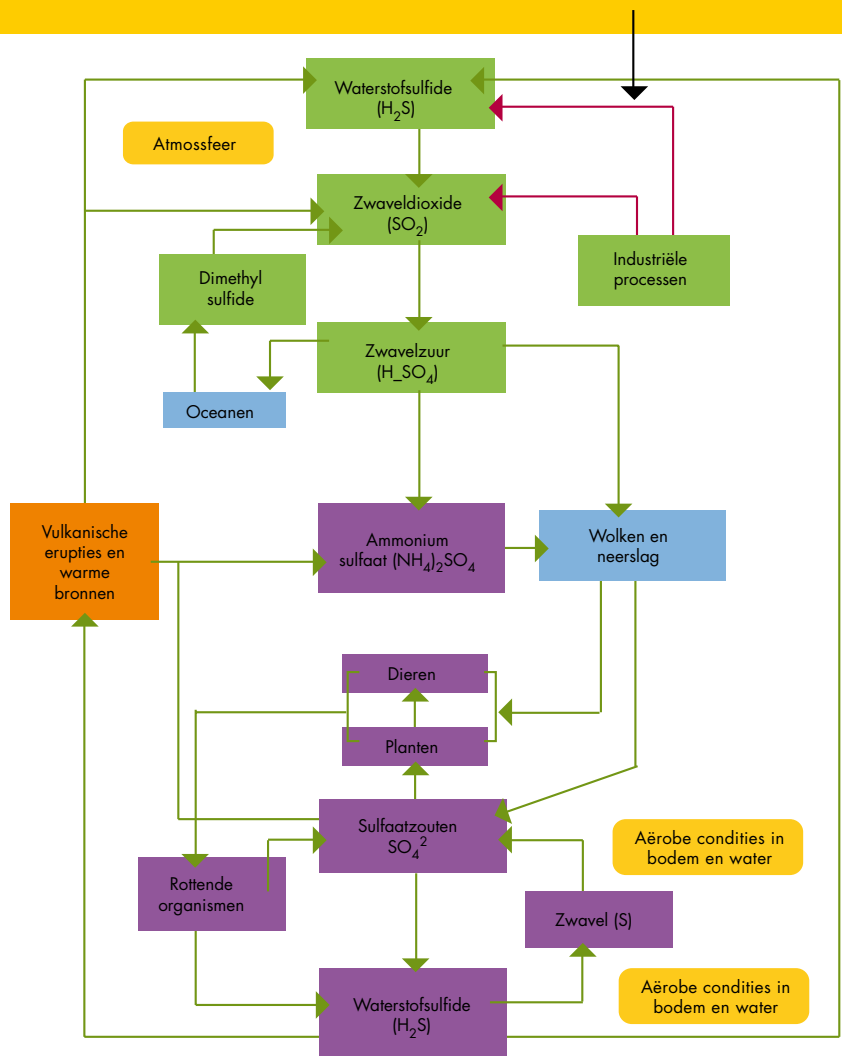 Waterstofsulfide
(H₂S)
Atmossfeer
Zwaveldioxide
(SO₂)
Industriële
processen
Dimethyl
sulfide
Zwavelzuur
(H_SO₄)
Oceanen
Vulkanische
erupties en
warme
bronnen
Ammonium
sulfaat (NH₄)₂SO₄
Wolken en
neerslag
Dieren
Planten
Sulfaatzouten
SO₄²
Aërobe condities in
bodem en water
Rottende
organismen
Zwavel (S)
Waterstofsulfide
(H₂S)
Aërobe condities in
bodem en water